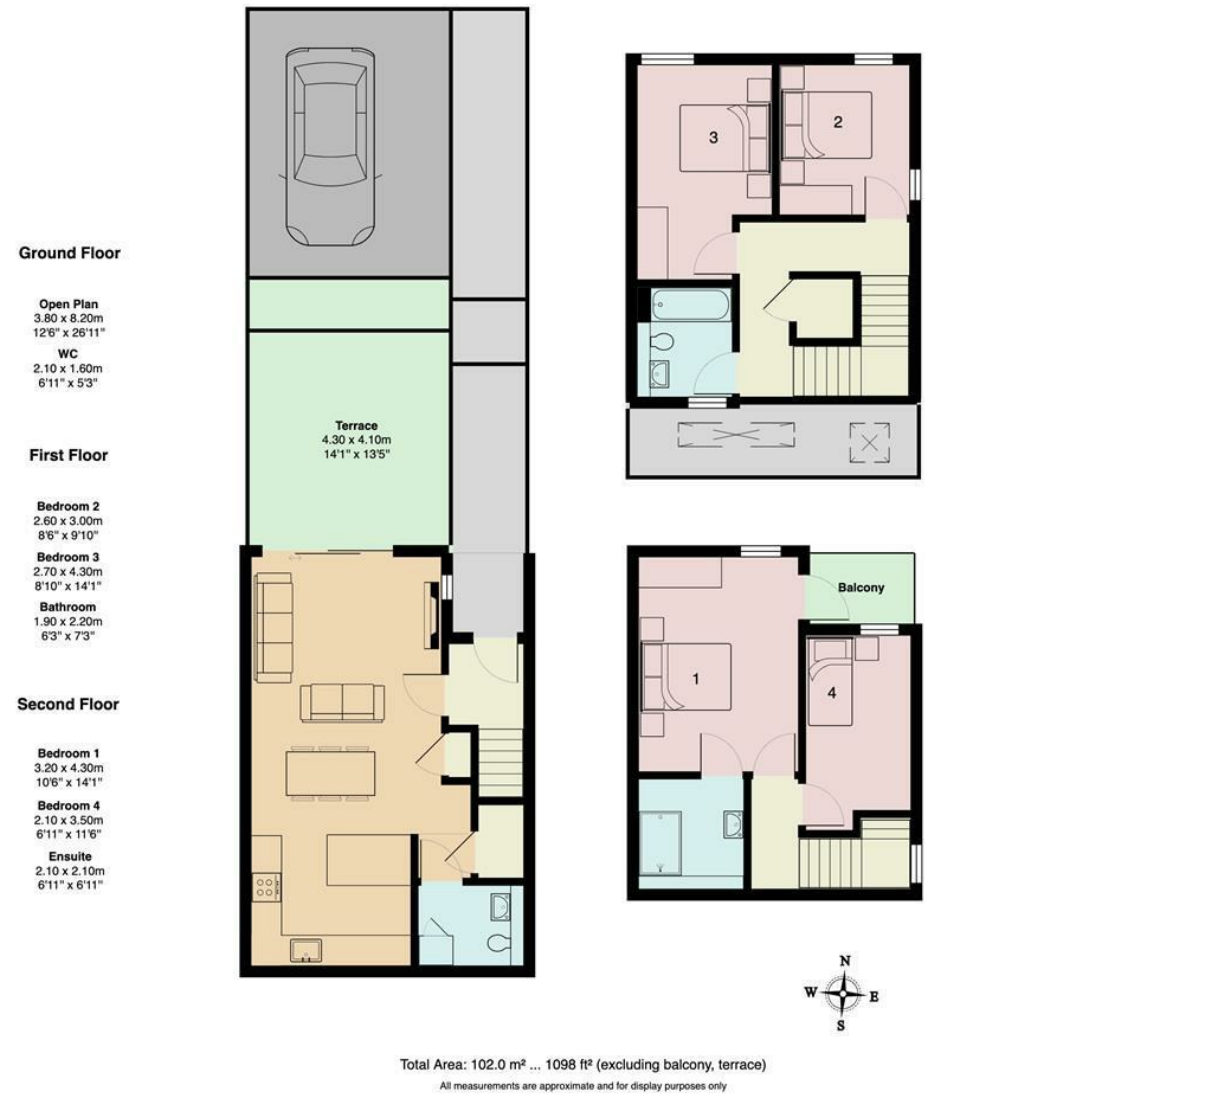 Ground Floor
Open Plan
3.80 x 8.20m
12'6" x 26'11"
WC
2.10 x 1.60m
6'11" x 5'3"
First Floor
Bedroom 2
2.60 x 3.00m
8'6" x 9'10"
Bedroom 3
2.70 x 4.30m
8'10" x 14'1"
Bathroom
1.90 x 2.20m
6'3" x 7'3"
Second Floor
Bedroom 1
3.20 x 4.30m
10'6" x 14'1"
Bedroom 4
2.10 x 3.50m
6'11" x 11'6"
Ensuite
2.10 x 2.10m
6'11" x 6'11"
Terrace
4.30 x 4.10m
14'1" x 13'5"
3
2
Balcony
1
4
N
W E
S
Total Area: 102.0 m² ... 1098 ft² (excluding balcony, terrace)
All measurements are approximate and for display purposes only